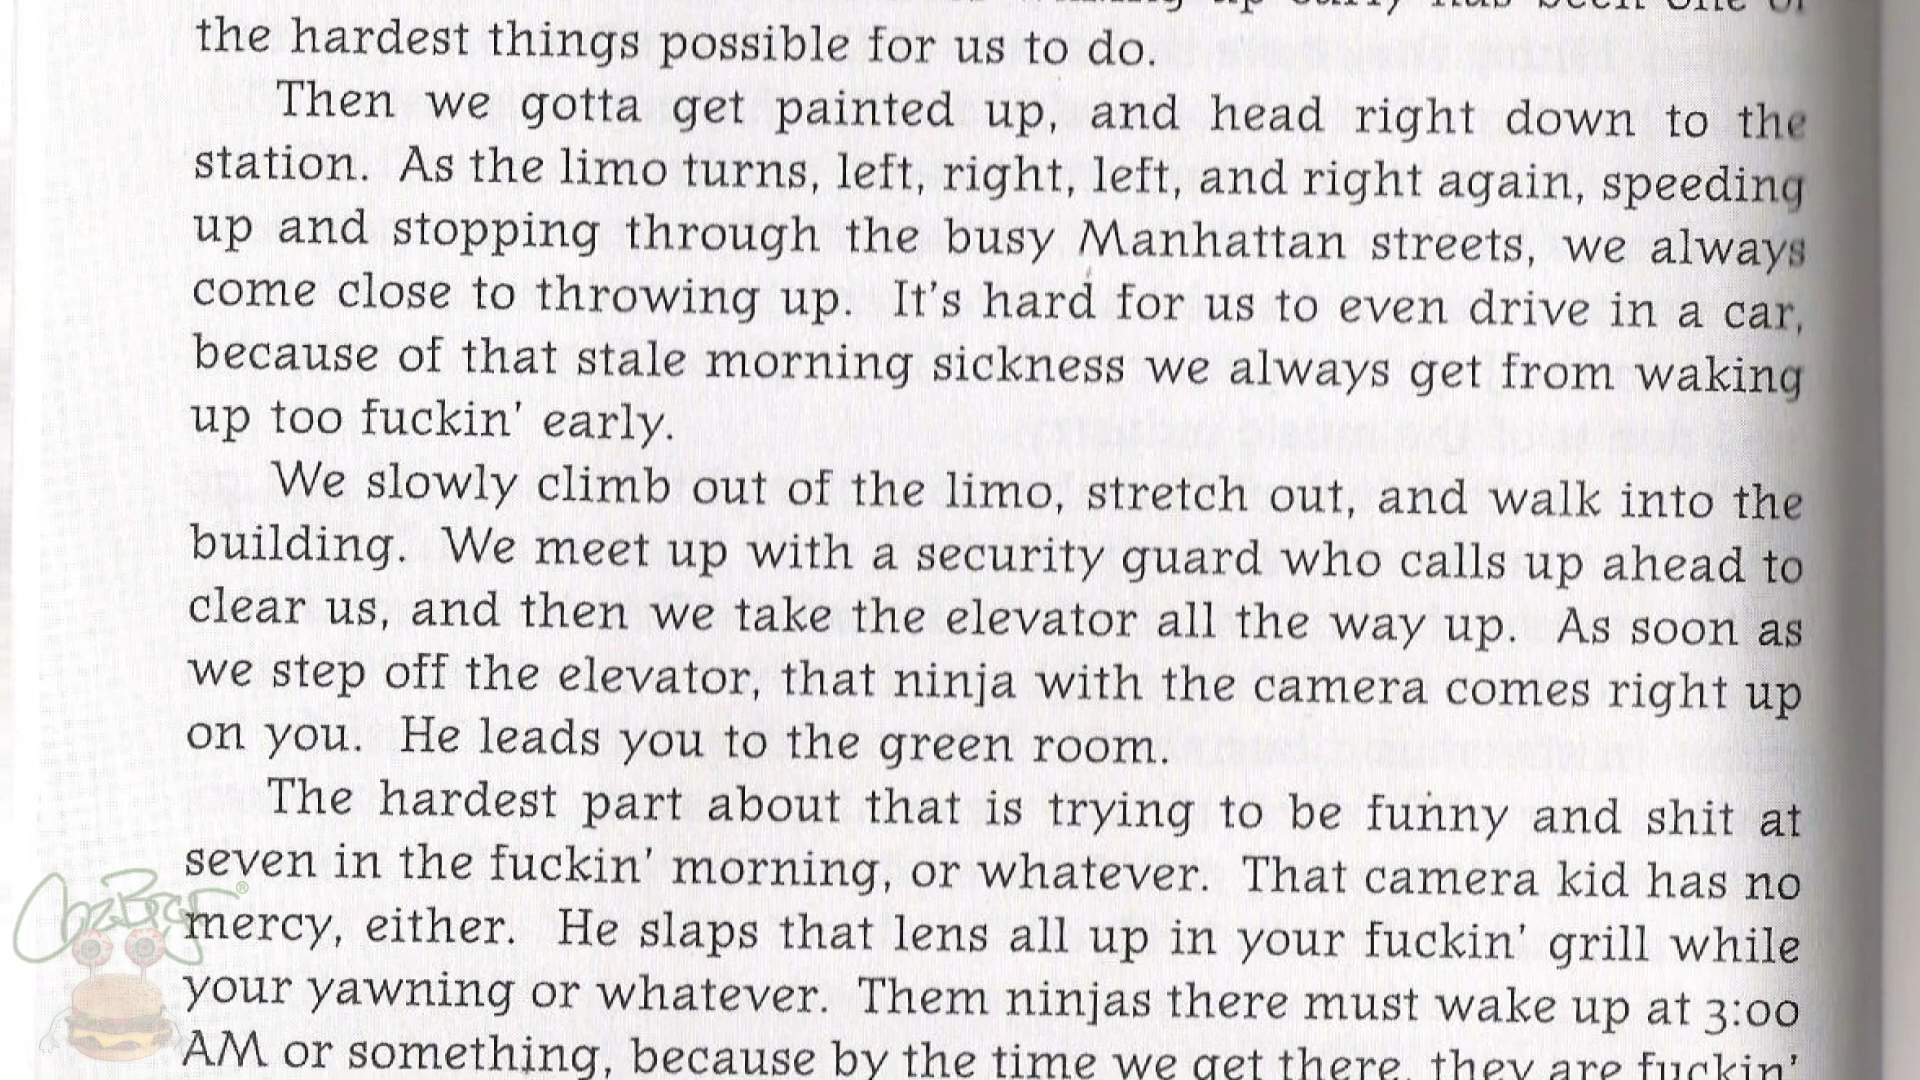 up early has been one of
the hardest things possible for us to do.
Then we gotta get painted up, and head right down to the
station. As the limo turns, left, right, left, and right again, speeding
up and stopping through the busy Manhattan streets, we always
come close to throwing up. It's hard for us to even drive in a car,
because of that stale morning sickness we always get from waking
up too fuckin' early.
We slowly climb out of the limo, stretch out, and walk into the
building. We meet up with a security guard who calls up ahead to
clear us, and then we take the elevator all the way up. As soon as
we step off the elevator, that ninja with the camera comes right up
on you. He leads you to the green room.
The hardest part about that is trying to be funny and shit at
seven in the fuckin' morning, or whatever. That camera kid has no
mercy, either. He slaps that lens all up in your fuckin' grill while
your yawning or whatever. Them ninjas there must wake up at 3:00
AM or something, because by the time we get there, they are fuckin'